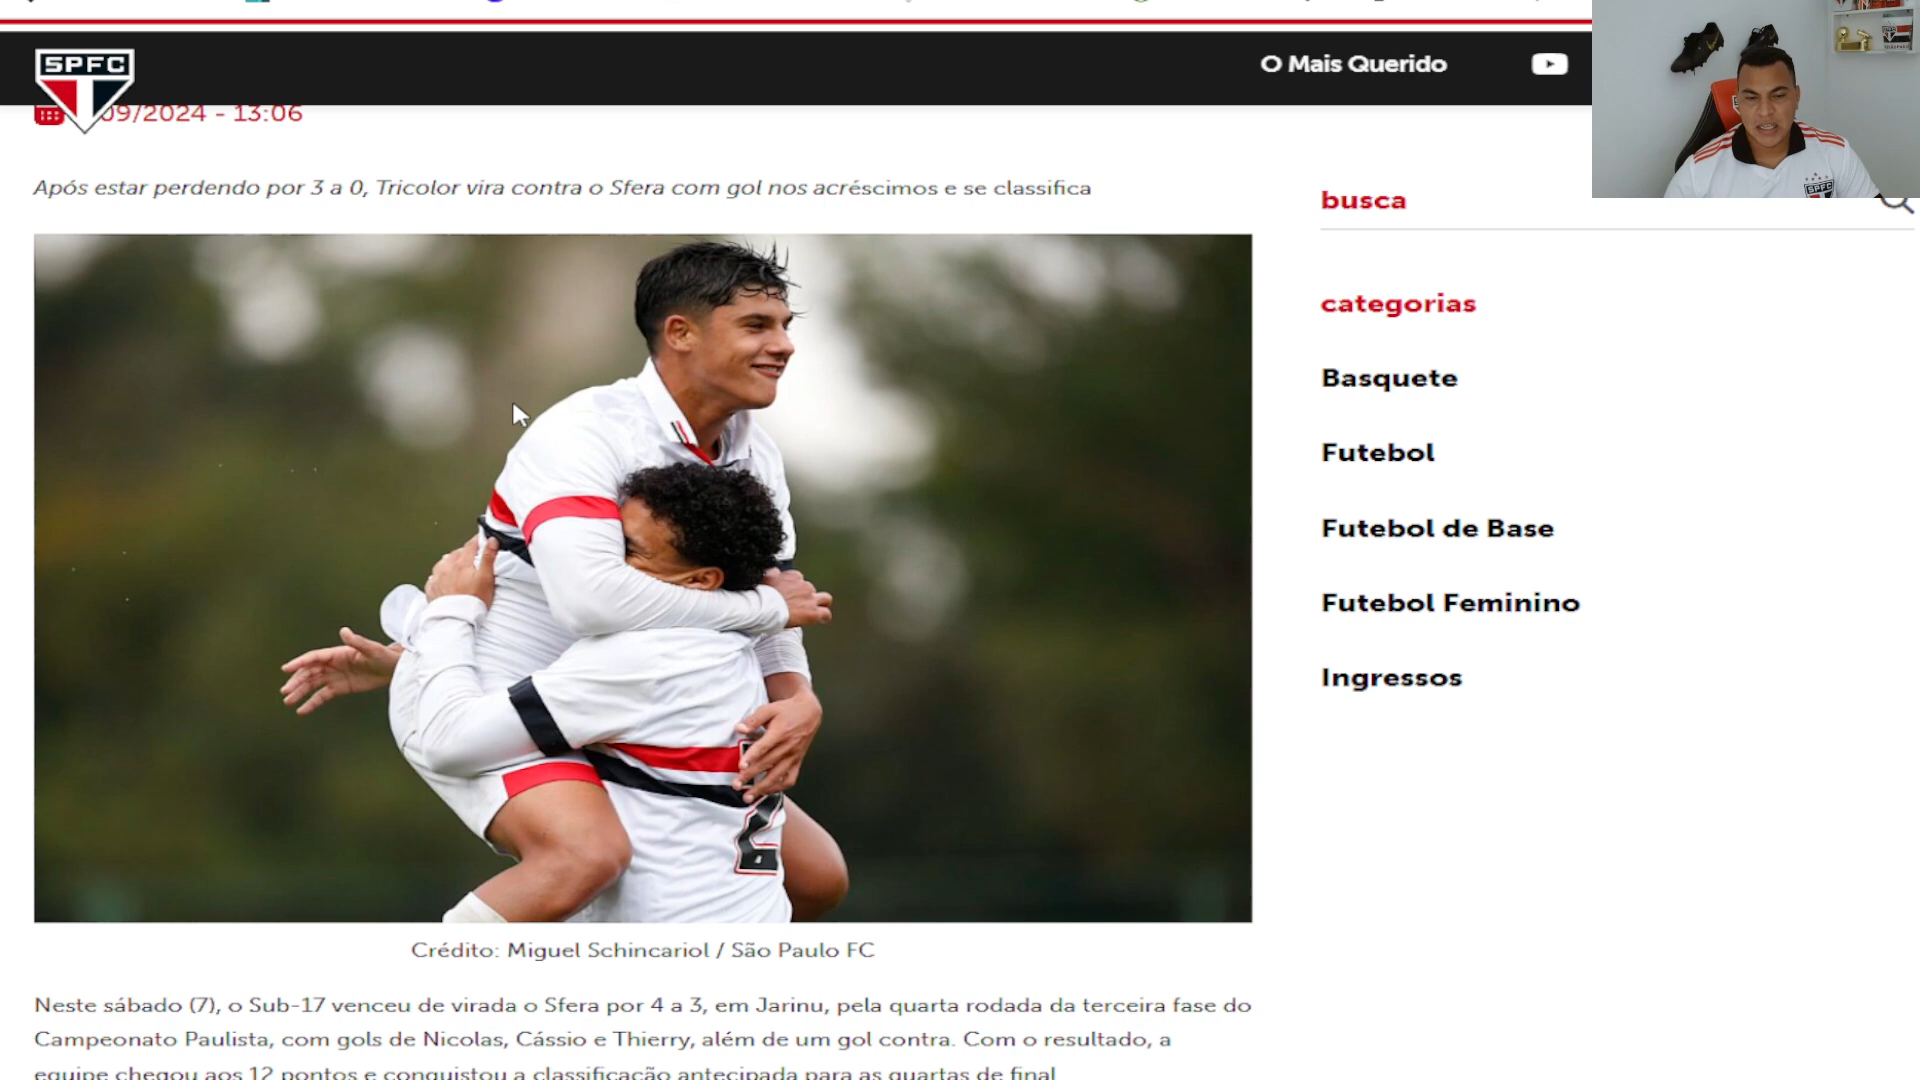 SPFC
O Mais Querido
09/2024 - 13:06
Após estar perdendo por 3 a 0, Tricolor vira contra o Sfera com gol nos acréscimos e se classifica
busca
categorias
Basquete
Futebol
Futebol de Base
Futebol Feminino
Ingressos
2
Crédito: Miguel Schincariol / São Paulo FC
Neste sábado (7), o Sub-17 venceu de virada o Sfera por 4 a 3, em Jarinu, pela quarta rodada da terceira fase do
Campeonato Paulista, com gols de Nicolas, Cássio e Thierry, além de um gol contra. Com o resultado, a
equipe chegou aos 12 pontos e conquistou a classificação antecipada para as quartas de final
SPFC